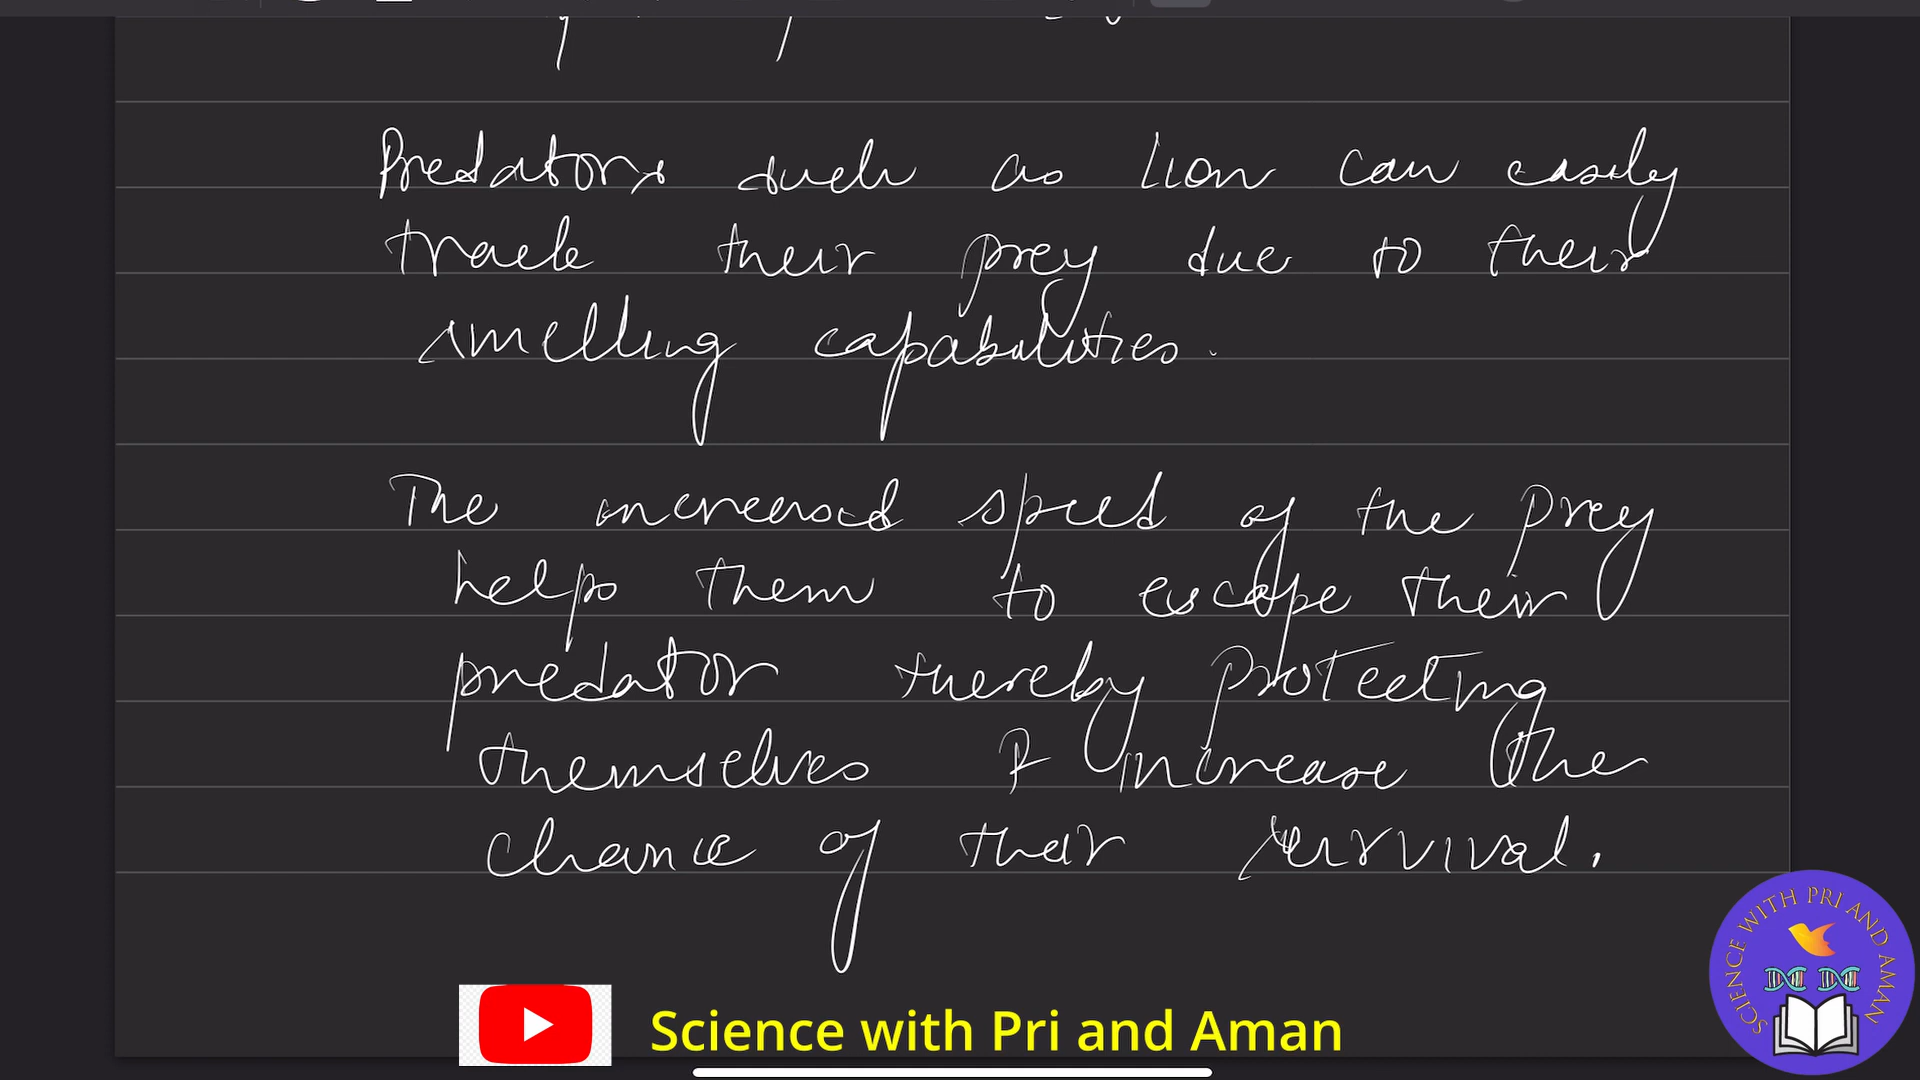 Predators such as lion can easily
track their prey due to their
smelling capabilities.
The increased speed of the prey
helps them to escape their
predator thereby protecting
themselves & increase the
chance of their survival.
Science with Pri and Aman
SCIENCE WITH PRI AND AMAN